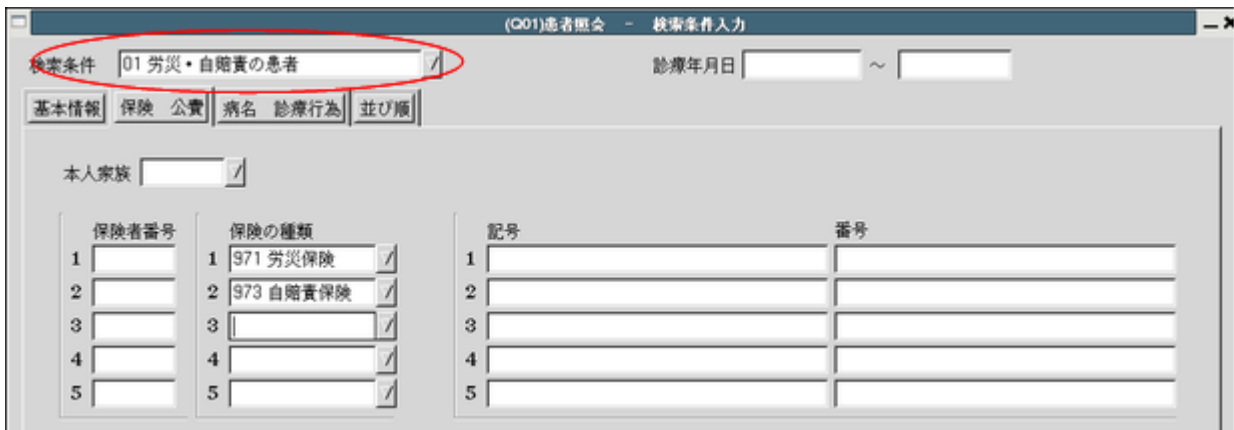 (Q01)患者照会 － 検索条件入力
検索条件 01 労災・自賠責の患者 診療年月日 ～
基本情報 保険 公費 病名 診療行為 並び順
本人家族
保険者番号 保険の種類 記号 番号
1 1 971 労災保険 1
2 2 973 自賠責保険 2
3 3 3
4 4 4
5 5 5